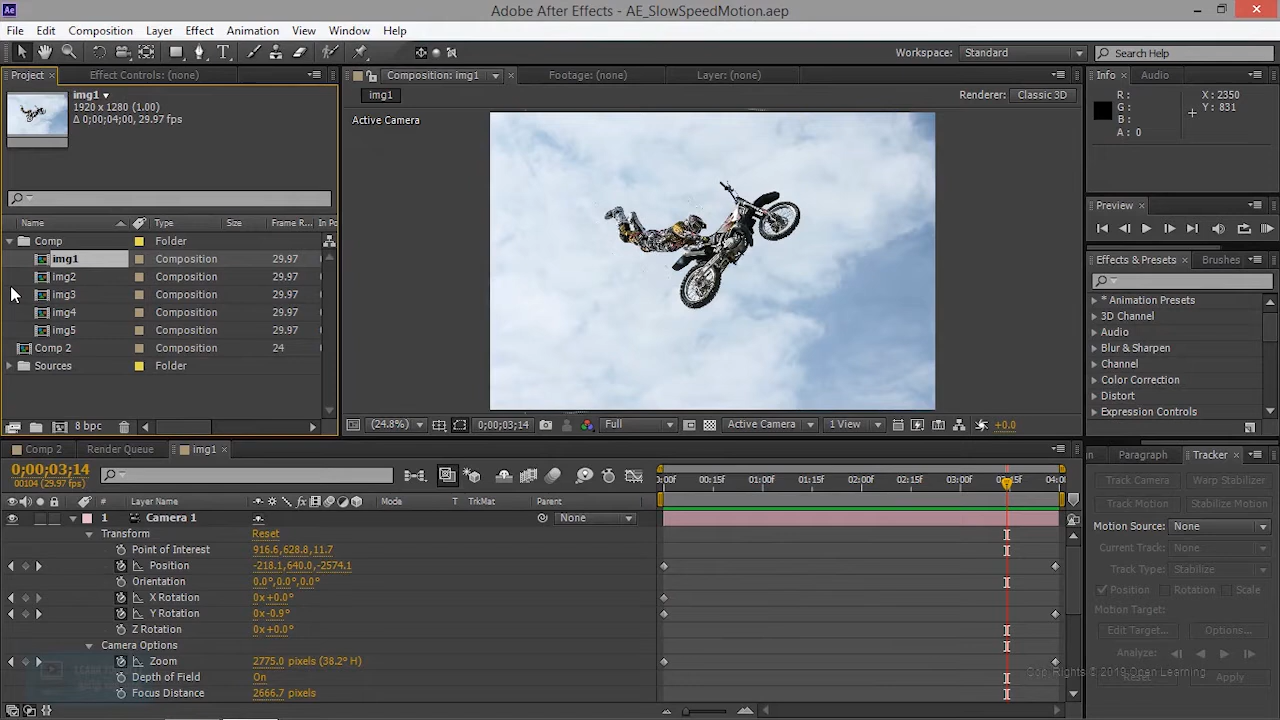 Adobe After Effects - AE_SlowSpeedMotion.aep
File Edit Composition Layer Effect Animation View Window Help
Workspace: Standard Search Help
Project Effect Controls: (none)
Composition: img1 Footage: (none) Layer: (none)
Info Audio
img1
1920 x 1280 (1.00)
Δ 0;00;04;00, 29.97 fps
img1 Renderer: Classic 3D
Active Camera
R: X: 2350
G: Y: 831
B:
A: 0
Preview
Name Type Size Frame R... In Po
Comp Folder
img1 Composition 29.97
img2 Composition 29.97
img3 Composition 29.97
img4 Composition 29.97
img5 Composition 29.97
Comp 2 Composition 24
Sources Folder
8 bpc
Effects & Presets Brushes
* Animation Presets
3D Channel
Audio
Blur & Sharpen
Channel
Color Correction
Distort
Expression Controls
(24.8%) 0;00;03;14 Full Active Camera 1 View +0.0
Comp 2 Render Queue img1
0;00;03;14
00104 (29.97 fps)
00:00f 00:15f 01:00f 01:15f 02:00f 02:15f 03:00f 03:15f 04:0
# Layer Name Mode T TrkMat Parent
1 Camera 1 None
Transform Reset
Point of Interest 916.6,628.8,11.7
Position -218.1,640.0,-2574.1
Orientation 0.0°,0.0°,0.0°
X Rotation 0x+0.0°
Y Rotation 0x-0.9°
Z Rotation 0x+0.0°
Camera Options
Zoom 2775.0 pixels (38.2° H)
Depth of Field On
Focus Distance 2666.7 pixels
Paragraph Tracker
Track Camera Warp Stabilizer
Track Motion Stabilize Motion
Motion Source: None
Current Track: None
Track Type: Stabilize
Position Rotation Scale
Motion Target:
Edit Target... Options...
Analyze:
Reset Apply
Copy Rights © 2019 Open Learning